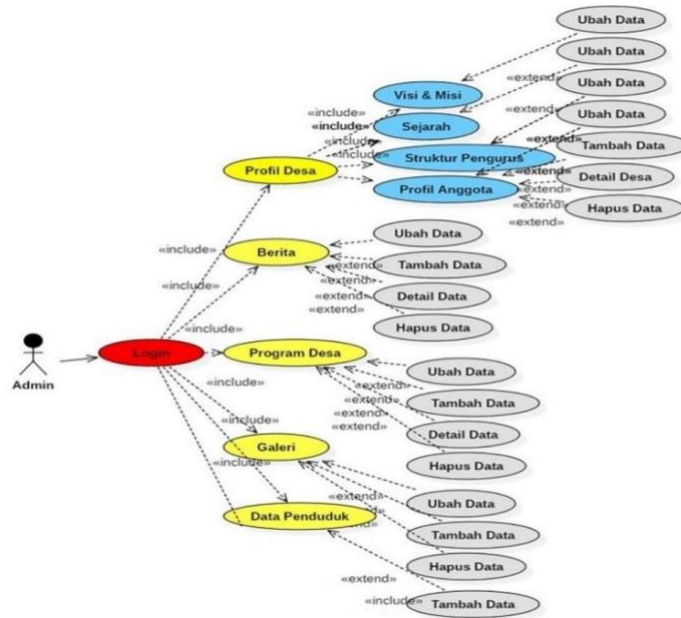 Ubah Data
Ubah Data
«extend»
Visi & Misi
Ubah Data
«include»
«extend»
«include»
Sejarah
Ubah Data
«include»
«extend»
Tambah Data
«include»
Struktur Pengurus
Profil Desa
«extend»
Detail Desa
Profil Anggota
«extend»
«extend»
Hapus Data
«extend»
Ubah Data
«include»
Berita
Tambah Data
«extend»
«include»
«extend»
Detail Data
«extend»
Hapus Data
«include»
Login
Program Desa
Admin
Ubah Data
«include»
«extend»
Tambah Data
«extend»
«extend»
Detail Data
«include»
«extend»
Galeri
Hapus Data
«include»
«extend»
Ubah Data
Data Penduduk
Tambah Data
Hapus Data
«extend»
«include»
Tambah Data